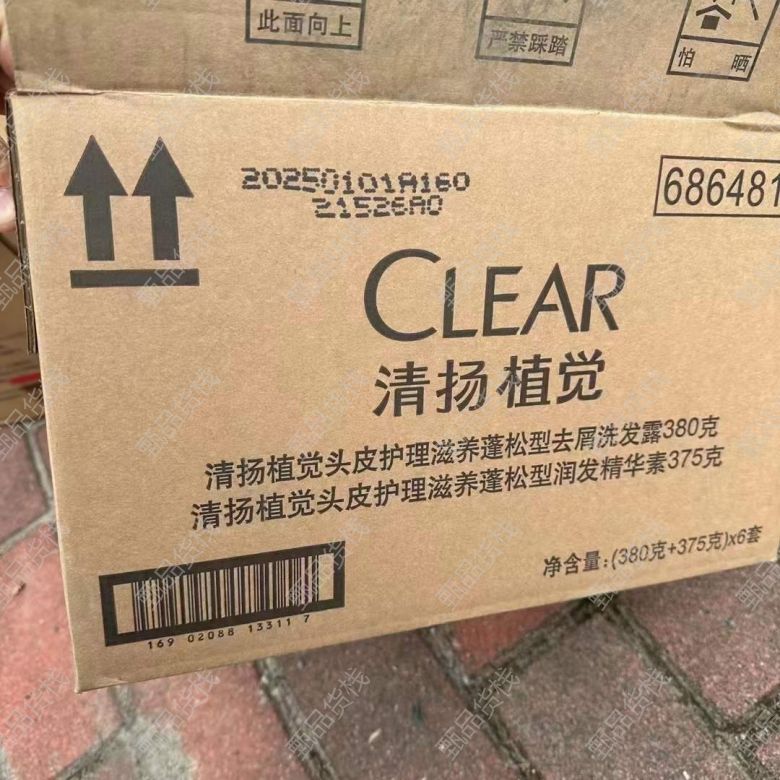 此面向上
严禁踩踏
怕 晒
20250101A160
21526A0
686481
CLEAR
清扬植觉
清扬植觉头皮护理滋养蓬松型去屑洗发露380克
清扬植觉头皮护理滋养蓬松型润发精华素375克
净含量:(380克+375克)x6套
169 02088 13311 7
甄品货栈